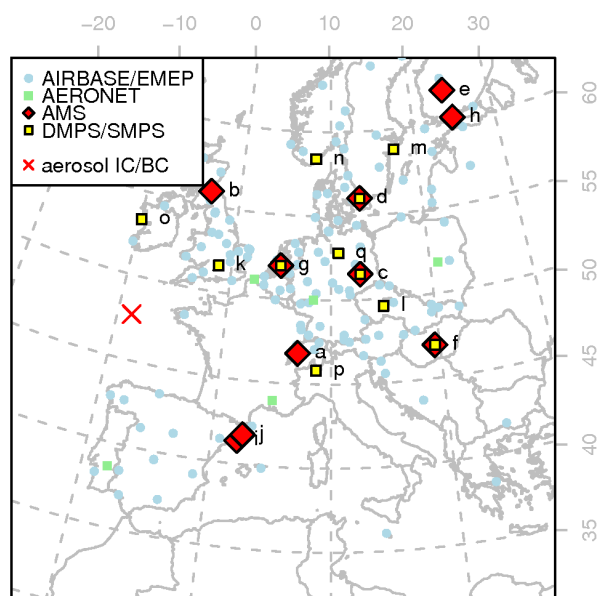 -20 -10 0 10 20 30
AIRBASE/EMEP
AERONET
AMS
DMPS/SMPS
aerosol IC/BC
e
60
h
m
n
b
55
d
o
q
k
g
c
50
l
f
a
45
p
ij
40
35